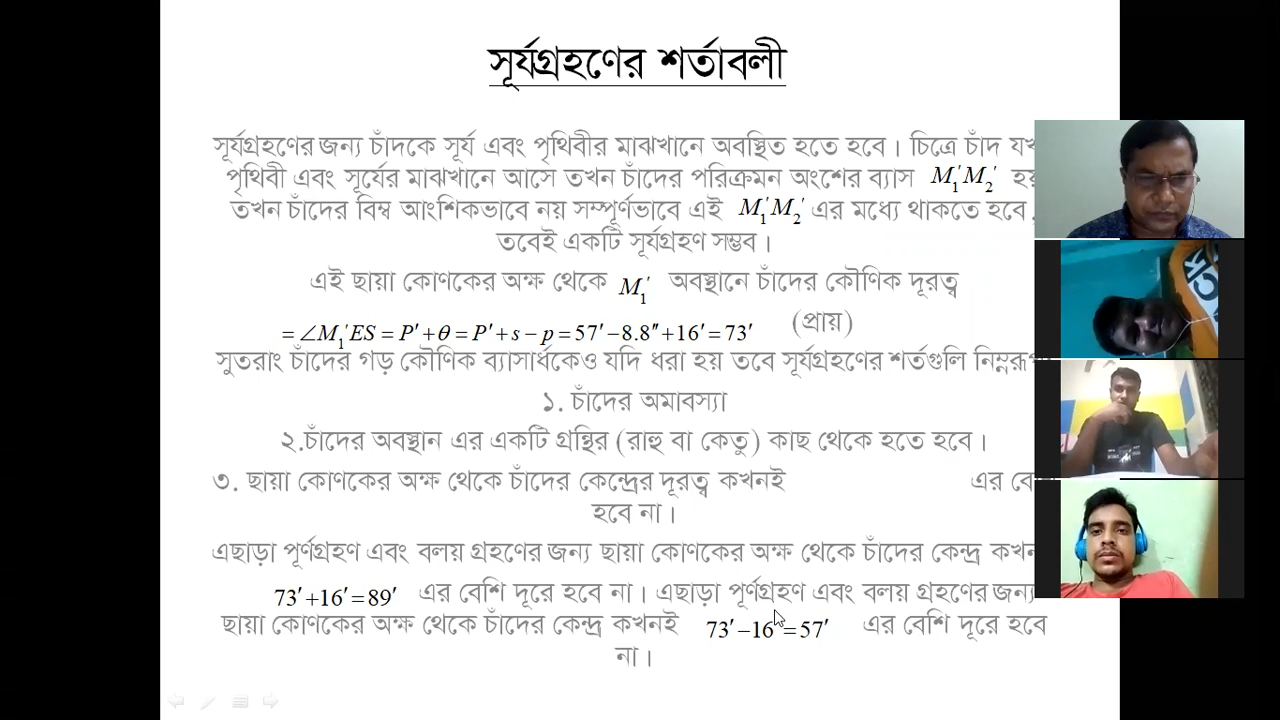 সূর্যগ্রহণের শর্তাবলী
সূর্যগ্রহণের জন্য চাঁদকে সূর্য এবং পৃথিবীর মাঝখানে অবস্থিত হতে হবে। চিত্রে চাঁদ
পৃথিবী এবং সূর্যের মাঝখানে আসে তখন চাঁদের পরিক্রমন অংশের ব্যাস M₁′M₂′ হয়
তখন চাঁদের বিম্ব আংশিকভাবে নয় সম্পূর্ণভাবে এই M₁′M₂′ এর মধ্যে থাকতে হবে,
তবেই একটি সূর্যগ্রহণ সম্ভব।
এই ছায়া কোণকের অক্ষ থেকে M₁′ অবস্থানে চাঁদের কৌণিক দূরত্ব
= ∠M₁′ES = P′ + θ = P′ + s − p = 57′ − 8.8″ + 16′ = 73′ (প্রায়)
সুতরাং চাঁদের গড় কৌণিক ব্যাসার্ধকেও যদি ধরা হয় তবে সূর্যগ্রহণের শর্তগুলি
১. চাঁদের অমাবস্যা
২.চাঁদের অবস্থান এর একটি গ্রন্থির (রাহু বা কেতু) কাছ থেকে হতে হবে।
৩. ছায়া কোণকের অক্ষ থেকে চাঁদের কেন্দ্রের দূরত্ব কখনই এর
হবে না।
এছাড়া পূর্ণগ্রহণ এবং বলয় গ্রহণের জন্য ছায়া কোণকের অক্ষ থেকে চাঁদের কেন্দ্র
73′ + 16′ = 89′ এর বেশি দূরে হবে না। এছাড়া পূর্ণগ্রহণ এবং বলয় গ্রহণের জন্য
ছায়া কোণকের অক্ষ থেকে চাঁদের কেন্দ্র কখনই 73′ − 16′ = 57′ এর বেশি দূরে হবে
না।